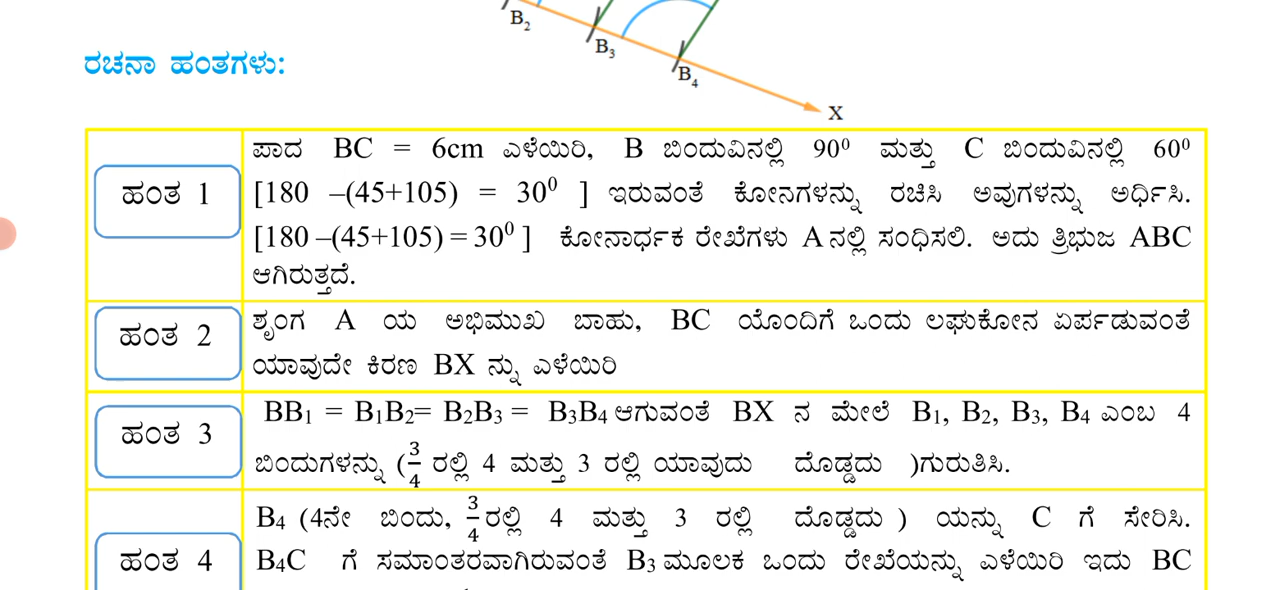 B₂
B₃
B₄
X
ರಚನಾ ಹಂತಗಳು:
ಹಂತ 1
ಪಾದ BC = 6cm ಎಳೆಯಿರಿ, B ಬಿಂದುವಿನಲ್ಲಿ 90⁰ ಮತ್ತು C ಬಿಂದುವಿನಲ್ಲಿ 60⁰
[180 –(45+105) = 30⁰ ] ಇರುವಂತೆ ಕೋನಗಳನ್ನು ರಚಿಸಿ ಅವುಗಳನ್ನು ಅರ್ಧಿಸಿ.
[180 –(45+105) = 30⁰ ] ಕೋನಾರ್ಧಕ ರೇಖೆಗಳು A ನಲ್ಲಿ ಸಂಧಿಸಲಿ. ಅದು ತ್ರಿಭುಜ ABC
ಆಗಿರುತ್ತದೆ.
ಹಂತ 2
ಶೃಂಗ A ಯ ಅಭಿಮುಖ ಬಾಹು, BC ಯೊಂದಿಗೆ ಒಂದು ಲಘುಕೋನ ಏರ್ಪಡುವಂತೆ
ಯಾವುದೇ ಕಿರಣ BX ನ್ನು ಎಳೆಯಿರಿ
ಹಂತ 3
BB₁ = B₁B₂= B₂B₃ = B₃B₄ ಆಗುವಂತೆ BX ನ ಮೇಲೆ B₁, B₂, B₃, B₄ ಎಂಬ 4
ಬಿಂದುಗಳನ್ನು (3/4 ರಲ್ಲಿ 4 ಮತ್ತು 3 ರಲ್ಲಿ ಯಾವುದು ದೊಡ್ಡದು )ಗುರುತಿಸಿ.
ಹಂತ 4
B₄ (4ನೇ ಬಿಂದು, 3/4 ರಲ್ಲಿ 4 ಮತ್ತು 3 ರಲ್ಲಿ ದೊಡ್ಡದು ) ಯನ್ನು C ಗೆ ಸೇರಿಸಿ.
B₄C ಗೆ ಸಮಾಂತರವಾಗಿರುವಂತೆ B₃ ಮೂಲಕ ಒಂದು ರೇಖೆಯನ್ನು ಎಳೆಯಿರಿ ಇದು BC